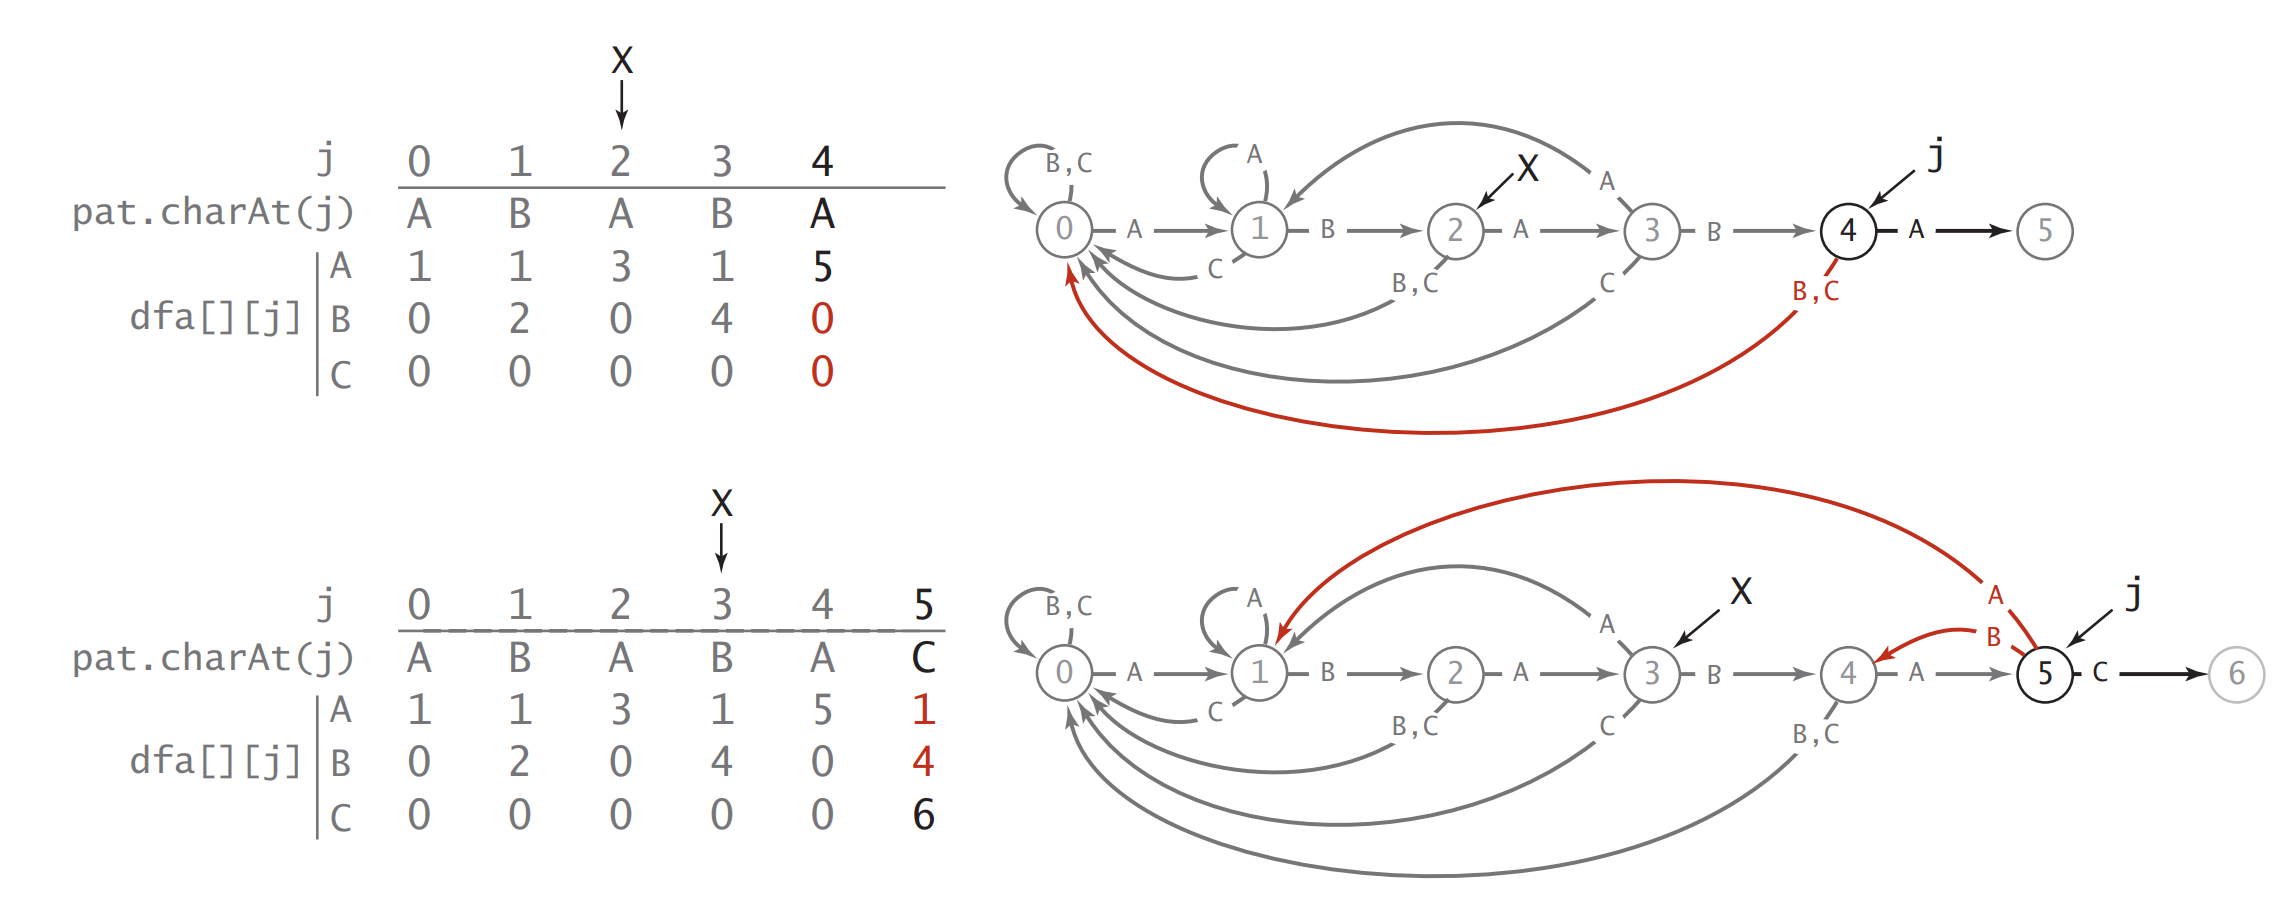 X
j 0 1 2 3 4
pat.charAt(j) A B A B A
A 1 1 3 1 5
dfa[][j] B 0 2 0 4 0
C 0 0 0 0 0
B,C A A X j
0 A 1 B 2 A 3 B 4 A 5
C B,C C B,C
X
j 0 1 2 3 4 5
pat.charAt(j) A B A B A C
A 1 1 3 1 5 1
dfa[][j] B 0 2 0 4 0 4
C 0 0 0 0 0 6
B,C A A X A j
B
0 A 1 B 2 A 3 B 4 A 5 C 6
C B,C C B,C